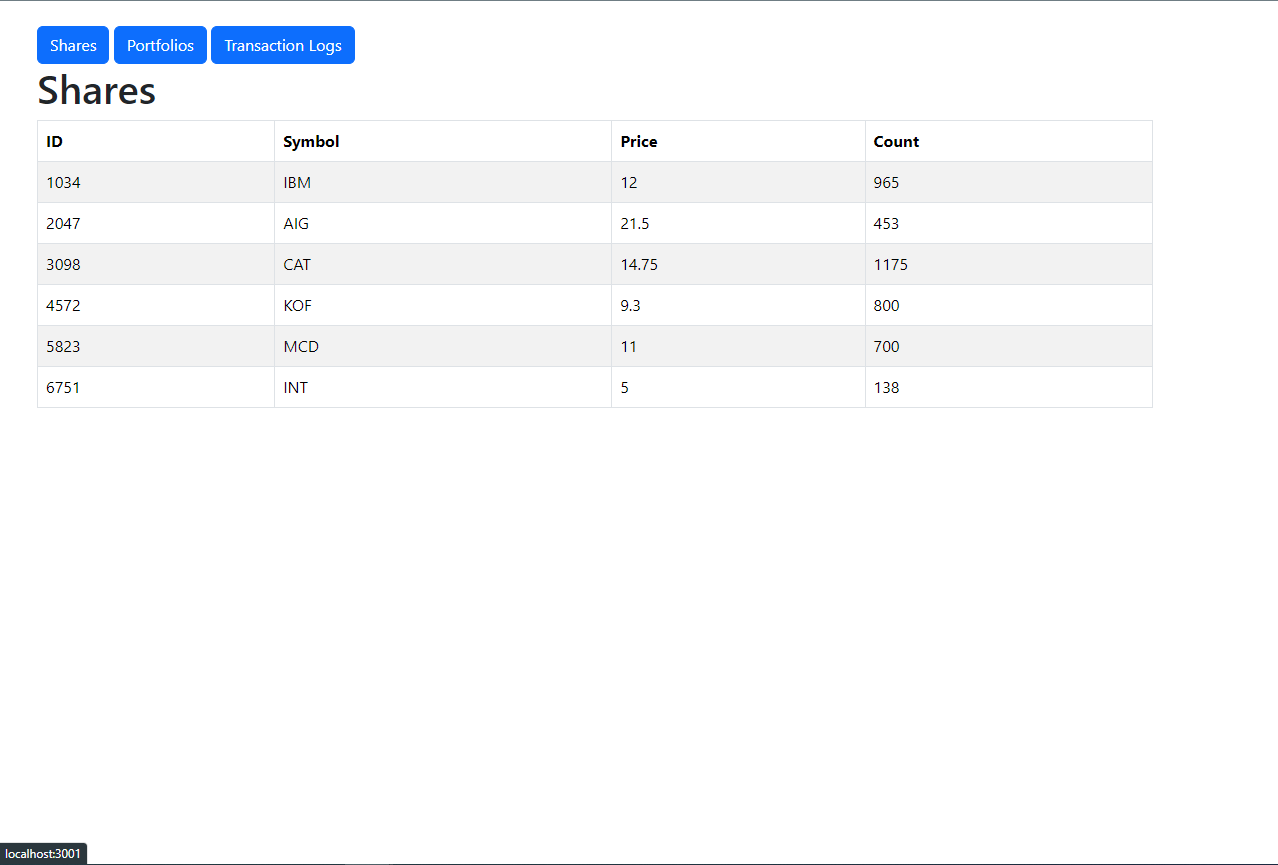 Shares Portfolios Transaction Logs
Shares
ID Symbol Price Count
1034 IBM 12 965
2047 AIG 21.5 453
3098 CAT 14.75 1175
4572 KOF 9.3 800
5823 MCD 11 700
6751 INT 5 138
localhost:3001